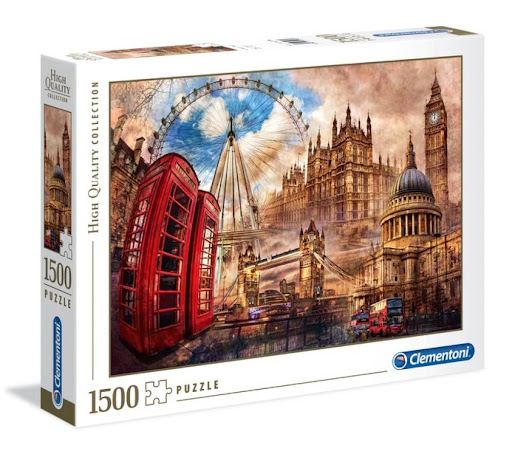 HIGH
QUALITY
COLLECTION
1500
PUZZLE
Clementoni
HIGH QUALITY COLLECTION
Clementoni
1500 PUZZLE